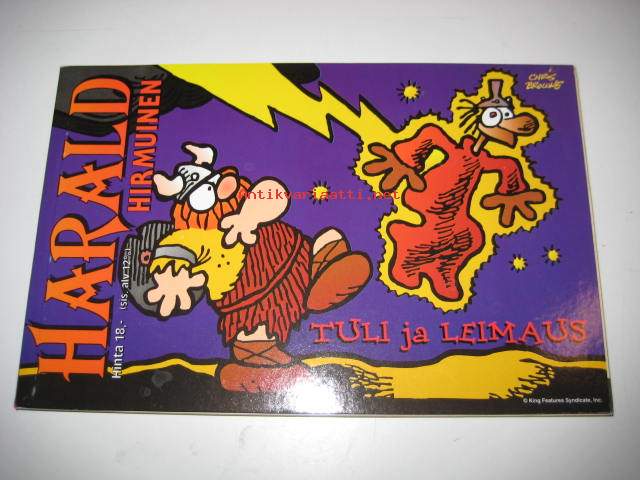 HARALD
HIRMUINEN
Hinta 18,- (sis. alv 12%)
CHRIS
BROWNE
Antikvariaatti.net
TULI ja LEIMAUS
© King Features Syndicate, Inc.